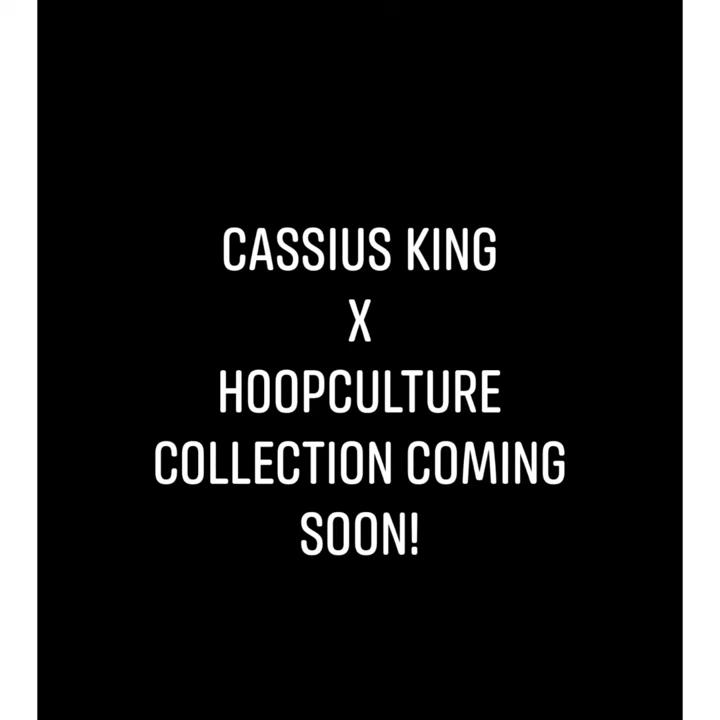 CASSIUS KING
X
HOOPCULTURE
COLLECTION COMING
SOON!